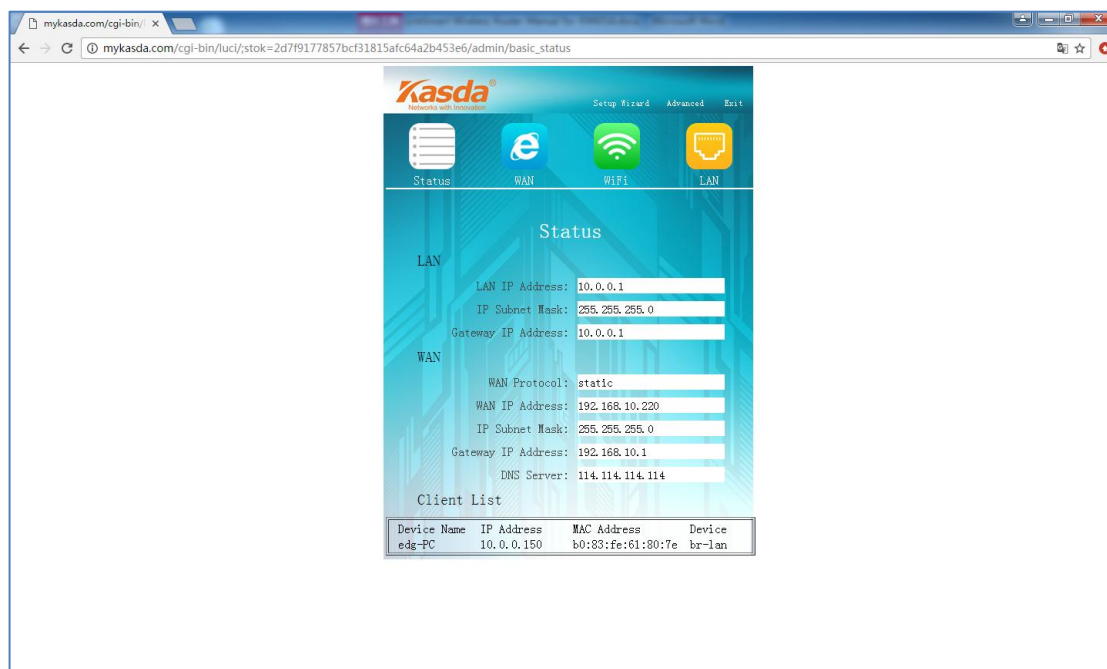 mykasda.com/cgi-bin/
mykasda.com/cgi-bin/luci/;stok=2d7f9177857bcf31815afc64a2b453e6/admin/basic_status
Kasda®
Networks with Innovation
Setup Wizard Advanced Exit
Status WAN WiFi LAN
Status
LAN
LAN IP Address: 10.0.0.1
IP Subnet Mask: 255.255.255.0
Gateway IP Address: 10.0.0.1
WAN
WAN Protocol: static
WAN IP Address: 192.168.10.220
IP Subnet Mask: 255.255.255.0
Gateway IP Address: 192.168.10.1
DNS Server: 114.114.114.114
Client List
Device Name IP Address MAC Address Device
edg-PC 10.0.0.150 b0:83:fe:61:80:7e br-lan